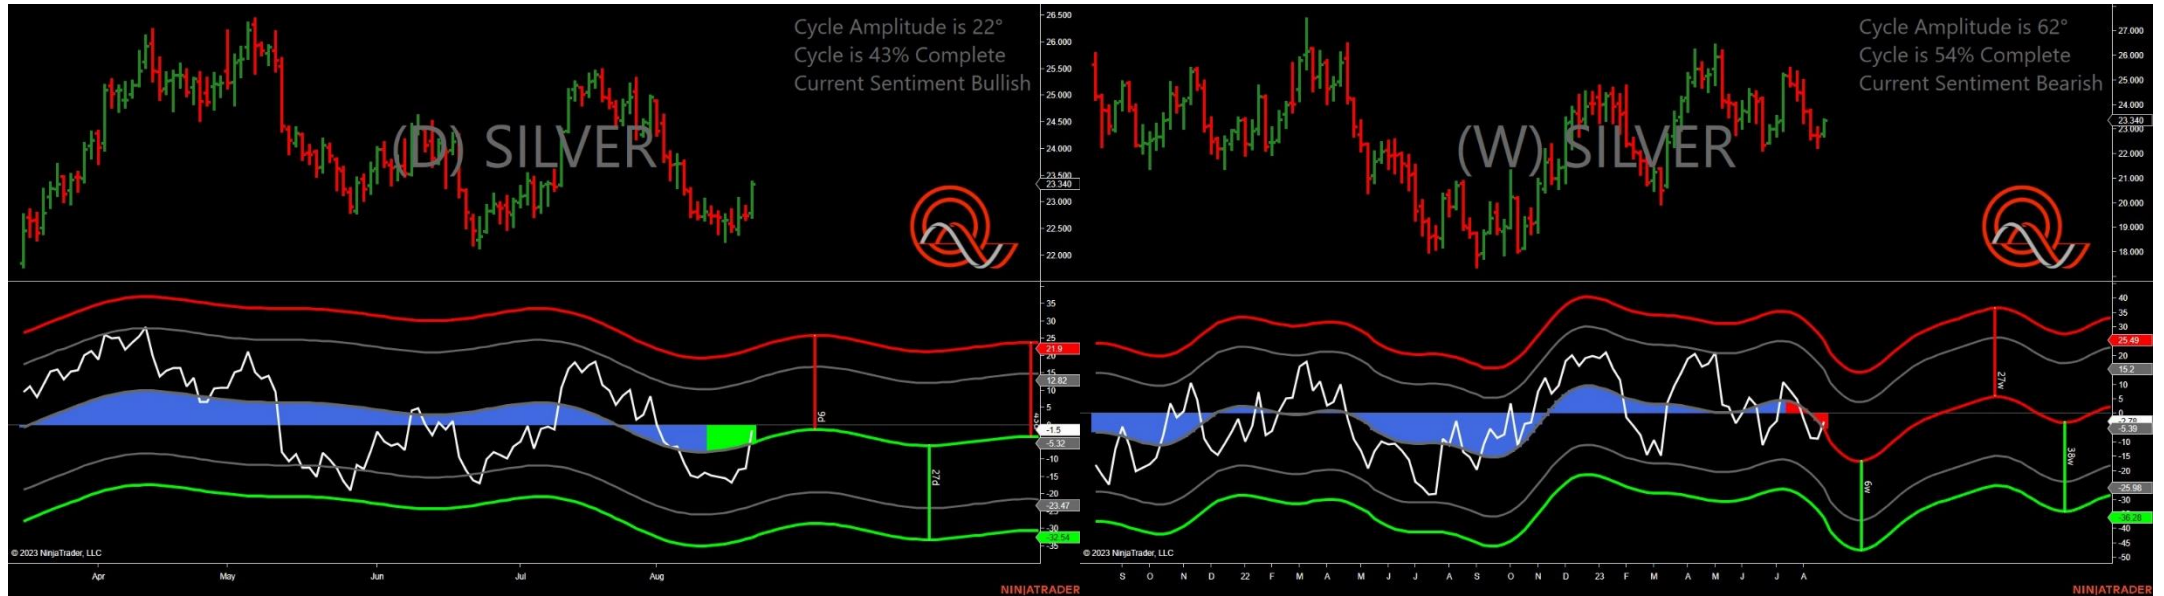 Cycle Amplitude is 22°
Cycle is 43% Complete
Current Sentiment Bullish
(D) SILVER
26.500
26.000
25.500
25.000
24.500
24.000
23.500
23.340
23.000
22.500
22.000
35
30
25
21.9
20
15
12.82
10
5
-1.5
-5.32
-10
-15
-20
-23.47
-30
-32.54
-35
9d
27d
© 2023 NinjaTrader, LLC
Apr
May
Jun
Jul
Aug
NINJATRADER
Cycle Amplitude is 62°
Cycle is 54% Complete
Current Sentiment Bearish
(W) SILVER
27.000
26.000
25.000
24.000
23.340
23.000
22.000
21.000
20.000
19.000
18.000
40
35
30
25.49
20
15.2
10
5
0
-5.39
-10
-15
-20
-25.98
-30
-36.28
-40
-45
-50
27w
38w
6w
© 2023 NinjaTrader, LLC
S O N D 22 F M A M J J A S O N D 23 F M A M J J A
NINJATRADER